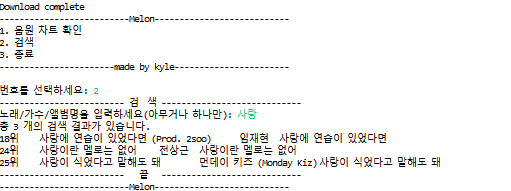 Download complete
-------------------------Melon-------------------------
1. 음원 차트 확인
2. 검색
3. 종료
----------------------made by kyle----------------------
번호를 선택하세요: 2
------------------------- 검 색 -------------------------
노래/가수/앨범명을 입력하세요(아무거나 하나만): 사랑
총 3 개의 검색 결과가 있습니다.
18위 사랑에 연습이 있었다면 (Prod. 2soo) 임재현 사랑에 연습이 있었다면
24위 사랑이란 멜로는 없어 전상근 사랑이란 멜로는 없어
25위 사랑이 식었다고 말해도 돼 먼데이 키즈 (Monday Kiz) 사랑이 식었다고 말해도 돼
------------------------- 끝 -------------------------
-------------------------Melon-------------------------